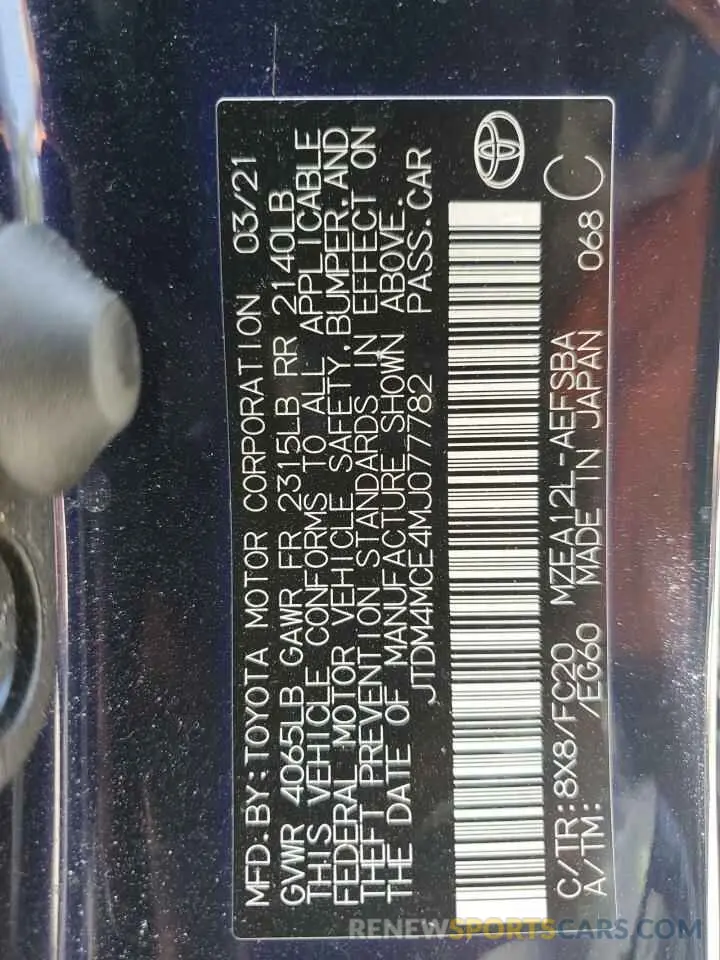 MFD.BY:TOYOTA MOTOR CORPORATION 03/21
GVWR 4065LB GAWR FR 2315LB RR 2140LB
THIS VEHICLE CONFORMS TO ALL APPLICABLE
FEDERAL MOTOR VEHICLE SAFETY,BUMPER,AND
THEFT PREVENTION STANDARDS IN EFFECT ON
THE DATE OF MANUFACTURE SHOWN ABOVE.
JTDM4MCE4MJ077782 PASS.CAR
C/TR:8X8/FC20 MZEA12L-AEFSBA 068 C
A/TM: /EG60 MADE IN JAPAN
RENEWSPORTSCARS.COM